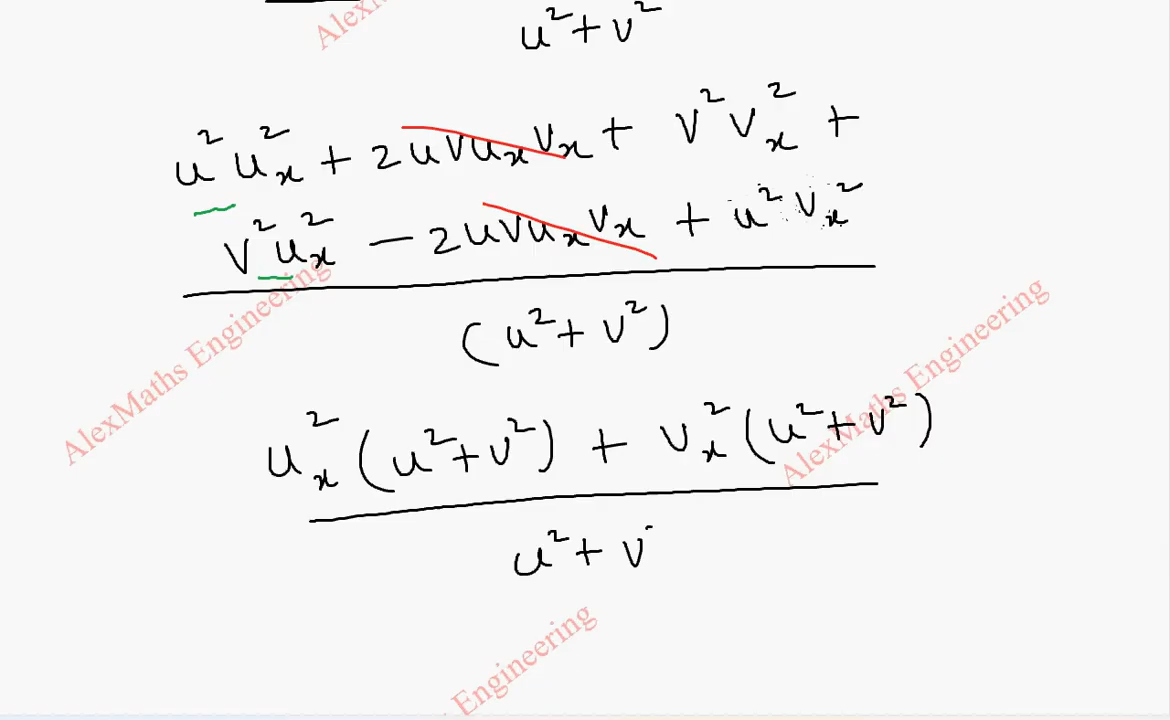 AlexMaths Engineering
u²+v²
u²uₓ² + 2uvuₓvₓ + v²vₓ² +
v²uₓ² − 2uvuₓvₓ + u²vₓ²
(u²+v²)
AlexMaths Engineering
AlexMaths Engineering
uₓ²(u²+v²) + vₓ²(u²+v²)
u²+v
Engineering